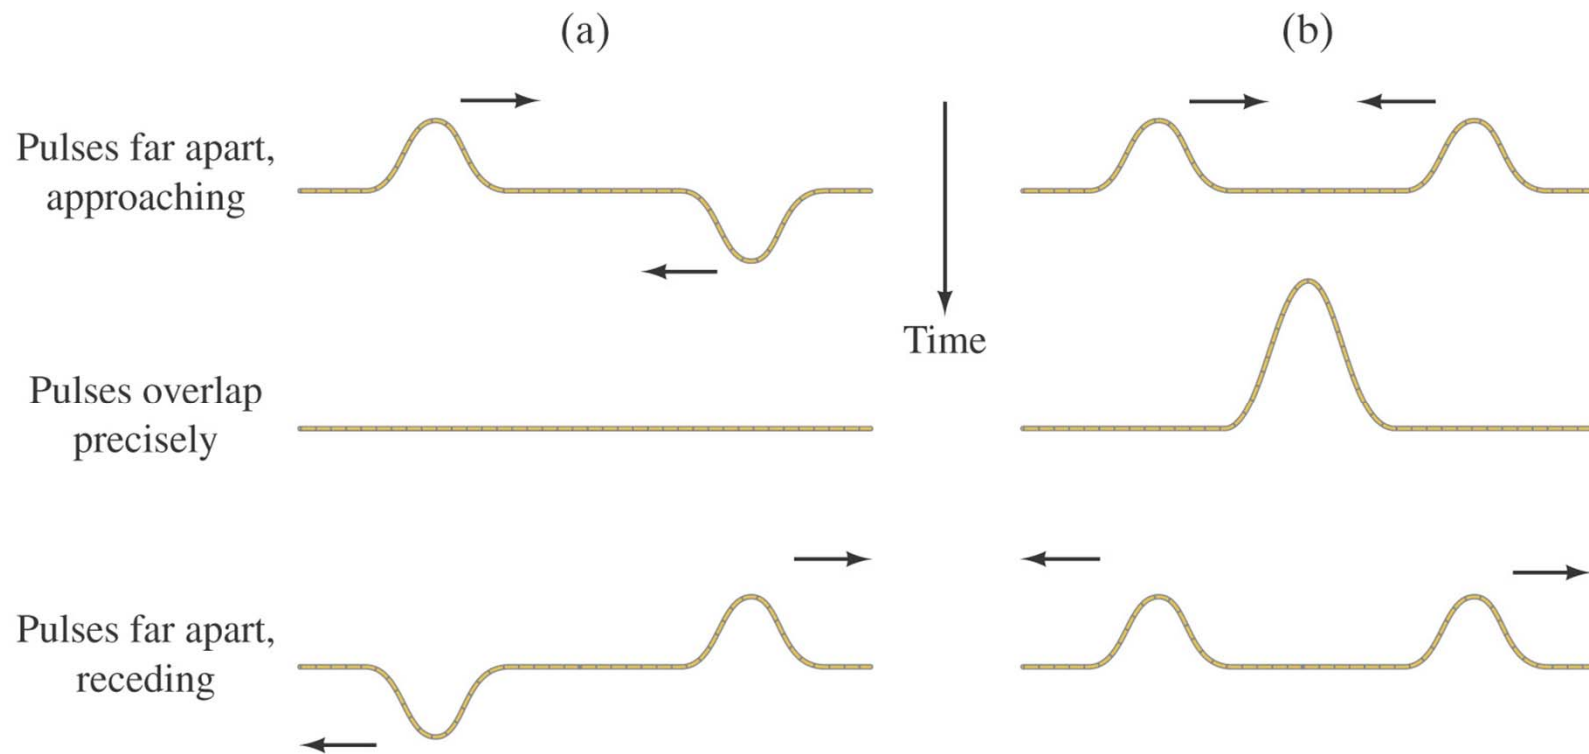 (a)
(b)
Pulses far apart,
approaching
Time
Pulses overlap
precisely
Pulses far apart,
receding